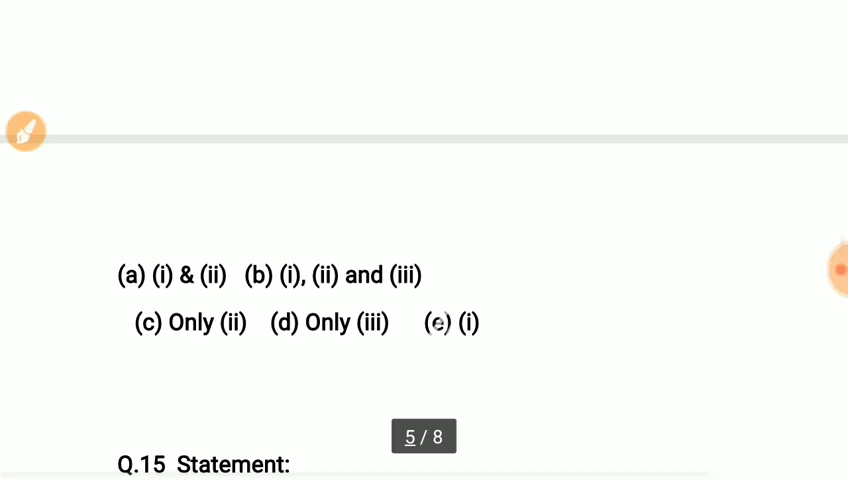 (a) (i) & (ii) (b) (i), (ii) and (iii)
(c) Only (ii) (d) Only (iii) (e) (i)
5 / 8
Q.15 Statement: